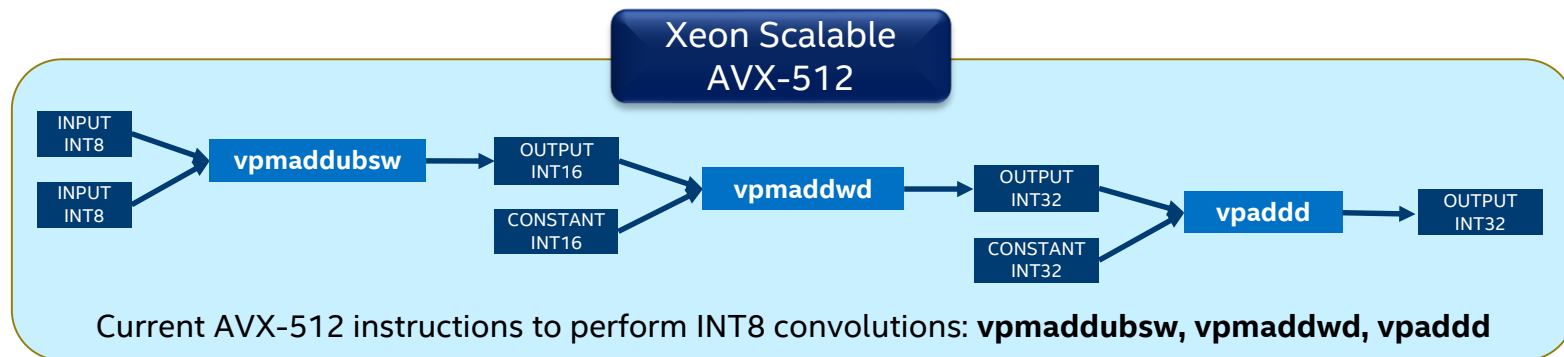 Xeon Scalable
AVX-512
INPUT
INT8
INPUT
INT8
vpmaddubsw
OUTPUT
INT16
CONSTANT
INT16
vpmaddwd
OUTPUT
INT32
CONSTANT
INT32
vpaddd
OUTPUT
INT32
Current AVX-512 instructions to perform INT8 convolutions: vpmaddubsw, vpmaddwd, vpaddd